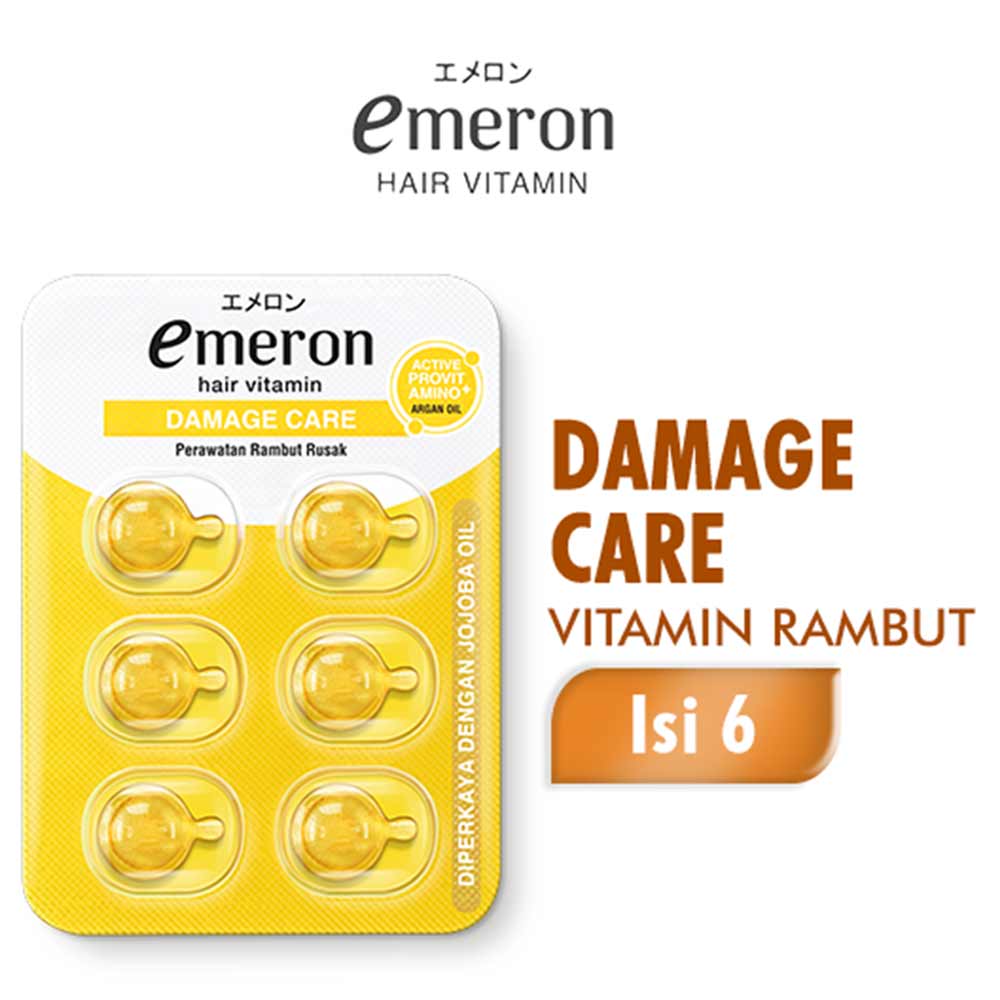 エメロン
emeron
HAIR VITAMIN
エメロン
emeron
hair vitamin
DAMAGE CARE
Perawatan Rambut Rusak
ACTIVE
PROVIT
AMINO+
ARGAN OIL
DIPERKAYA DENGAN JOJOBA OIL
DAMAGE
CARE
VITAMIN RAMBUT
Isi 6